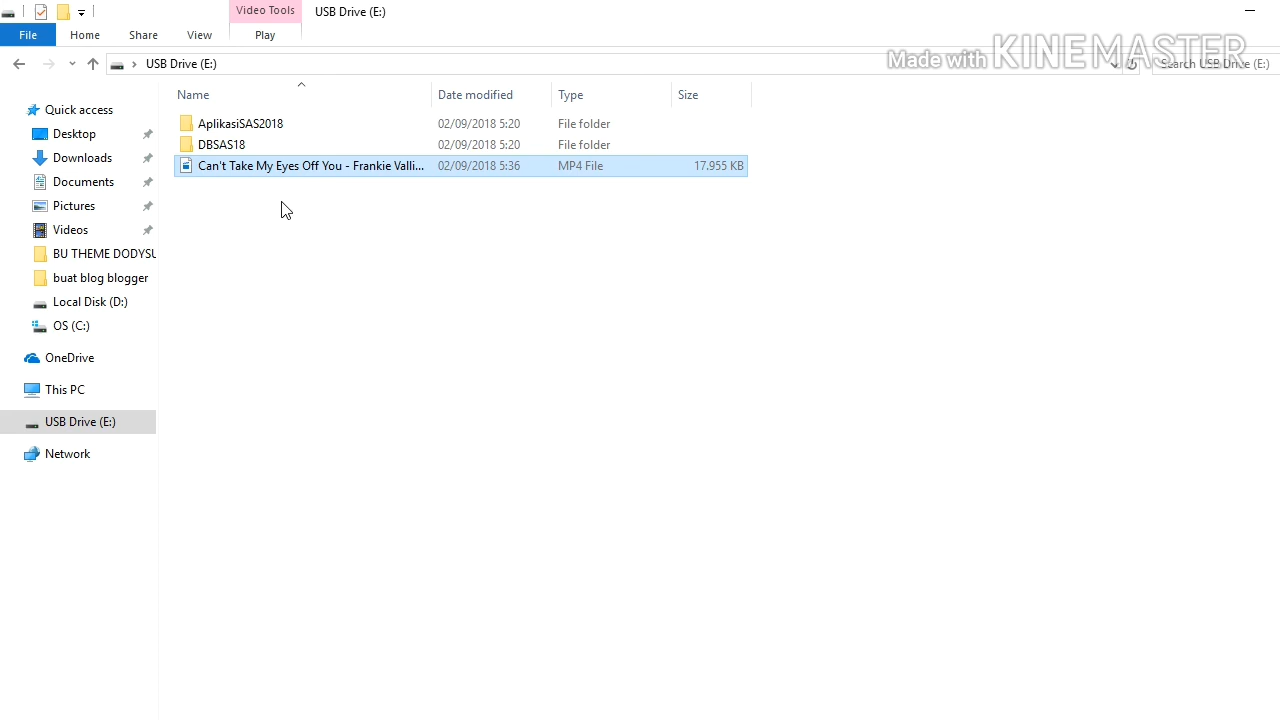 Video Tools
USB Drive (E:)
File
Home
Share
View
Play
Made with KINEMASTER
USB Drive (E:)
Search USB Drive (E:)
Name
Date modified
Type
Size
AplikasiSAS2018
02/09/2018 5:20
File folder
DBSAS18
02/09/2018 5:20
File folder
Can't Take My Eyes Off You - Frankie Valli...
02/09/2018 5:36
MP4 File
17.955 KB
Quick access
Desktop
Downloads
Documents
Pictures
Videos
BU THEME DODYSU
buat blog blogger
Local Disk (D:)
OS (C:)
OneDrive
This PC
USB Drive (E:)
Network